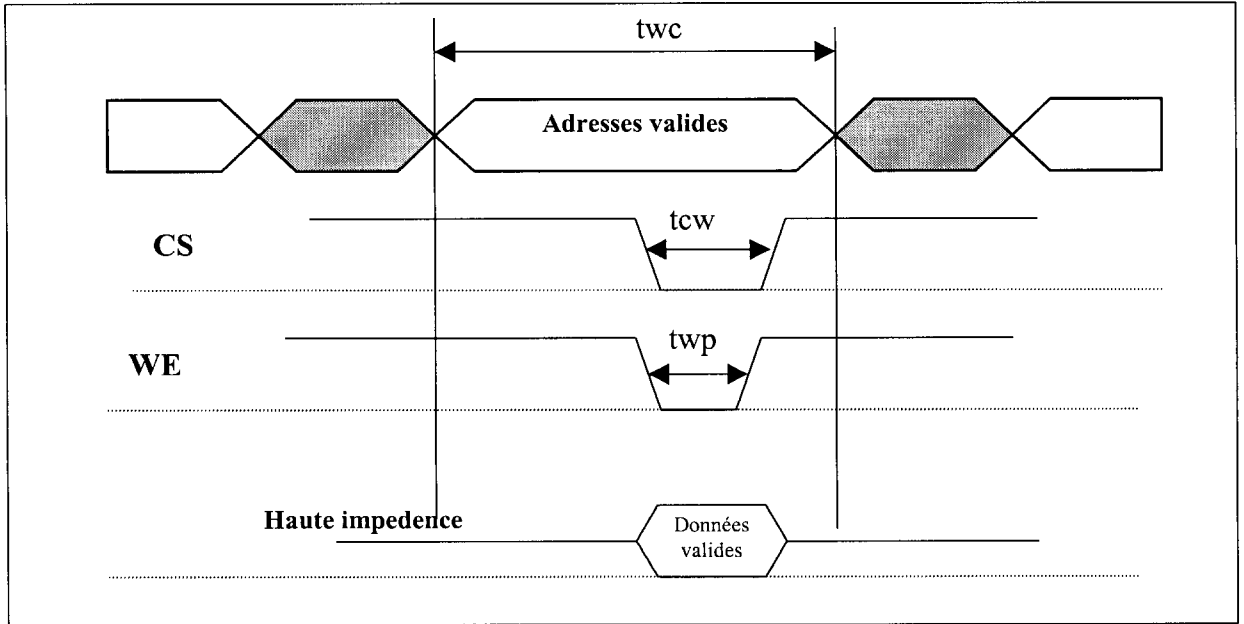 twc
Adresses valides
tcw
CS
twp
WE
Haute impedence
Données
valides